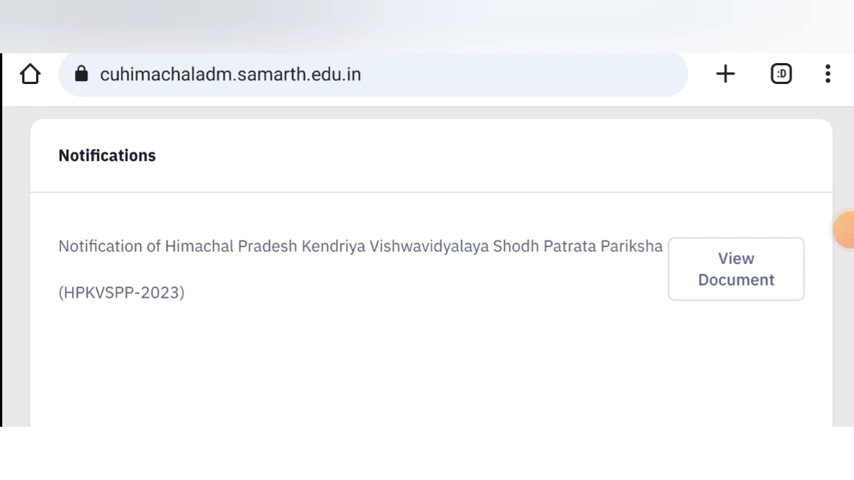 cuhimachaladm.samarth.edu.in
:D
Notifications
Notification of Himachal Pradesh Kendriya Vishwavidyalaya Shodh Patrata Pariksha
(HPKVSPP-2023)
View
Document